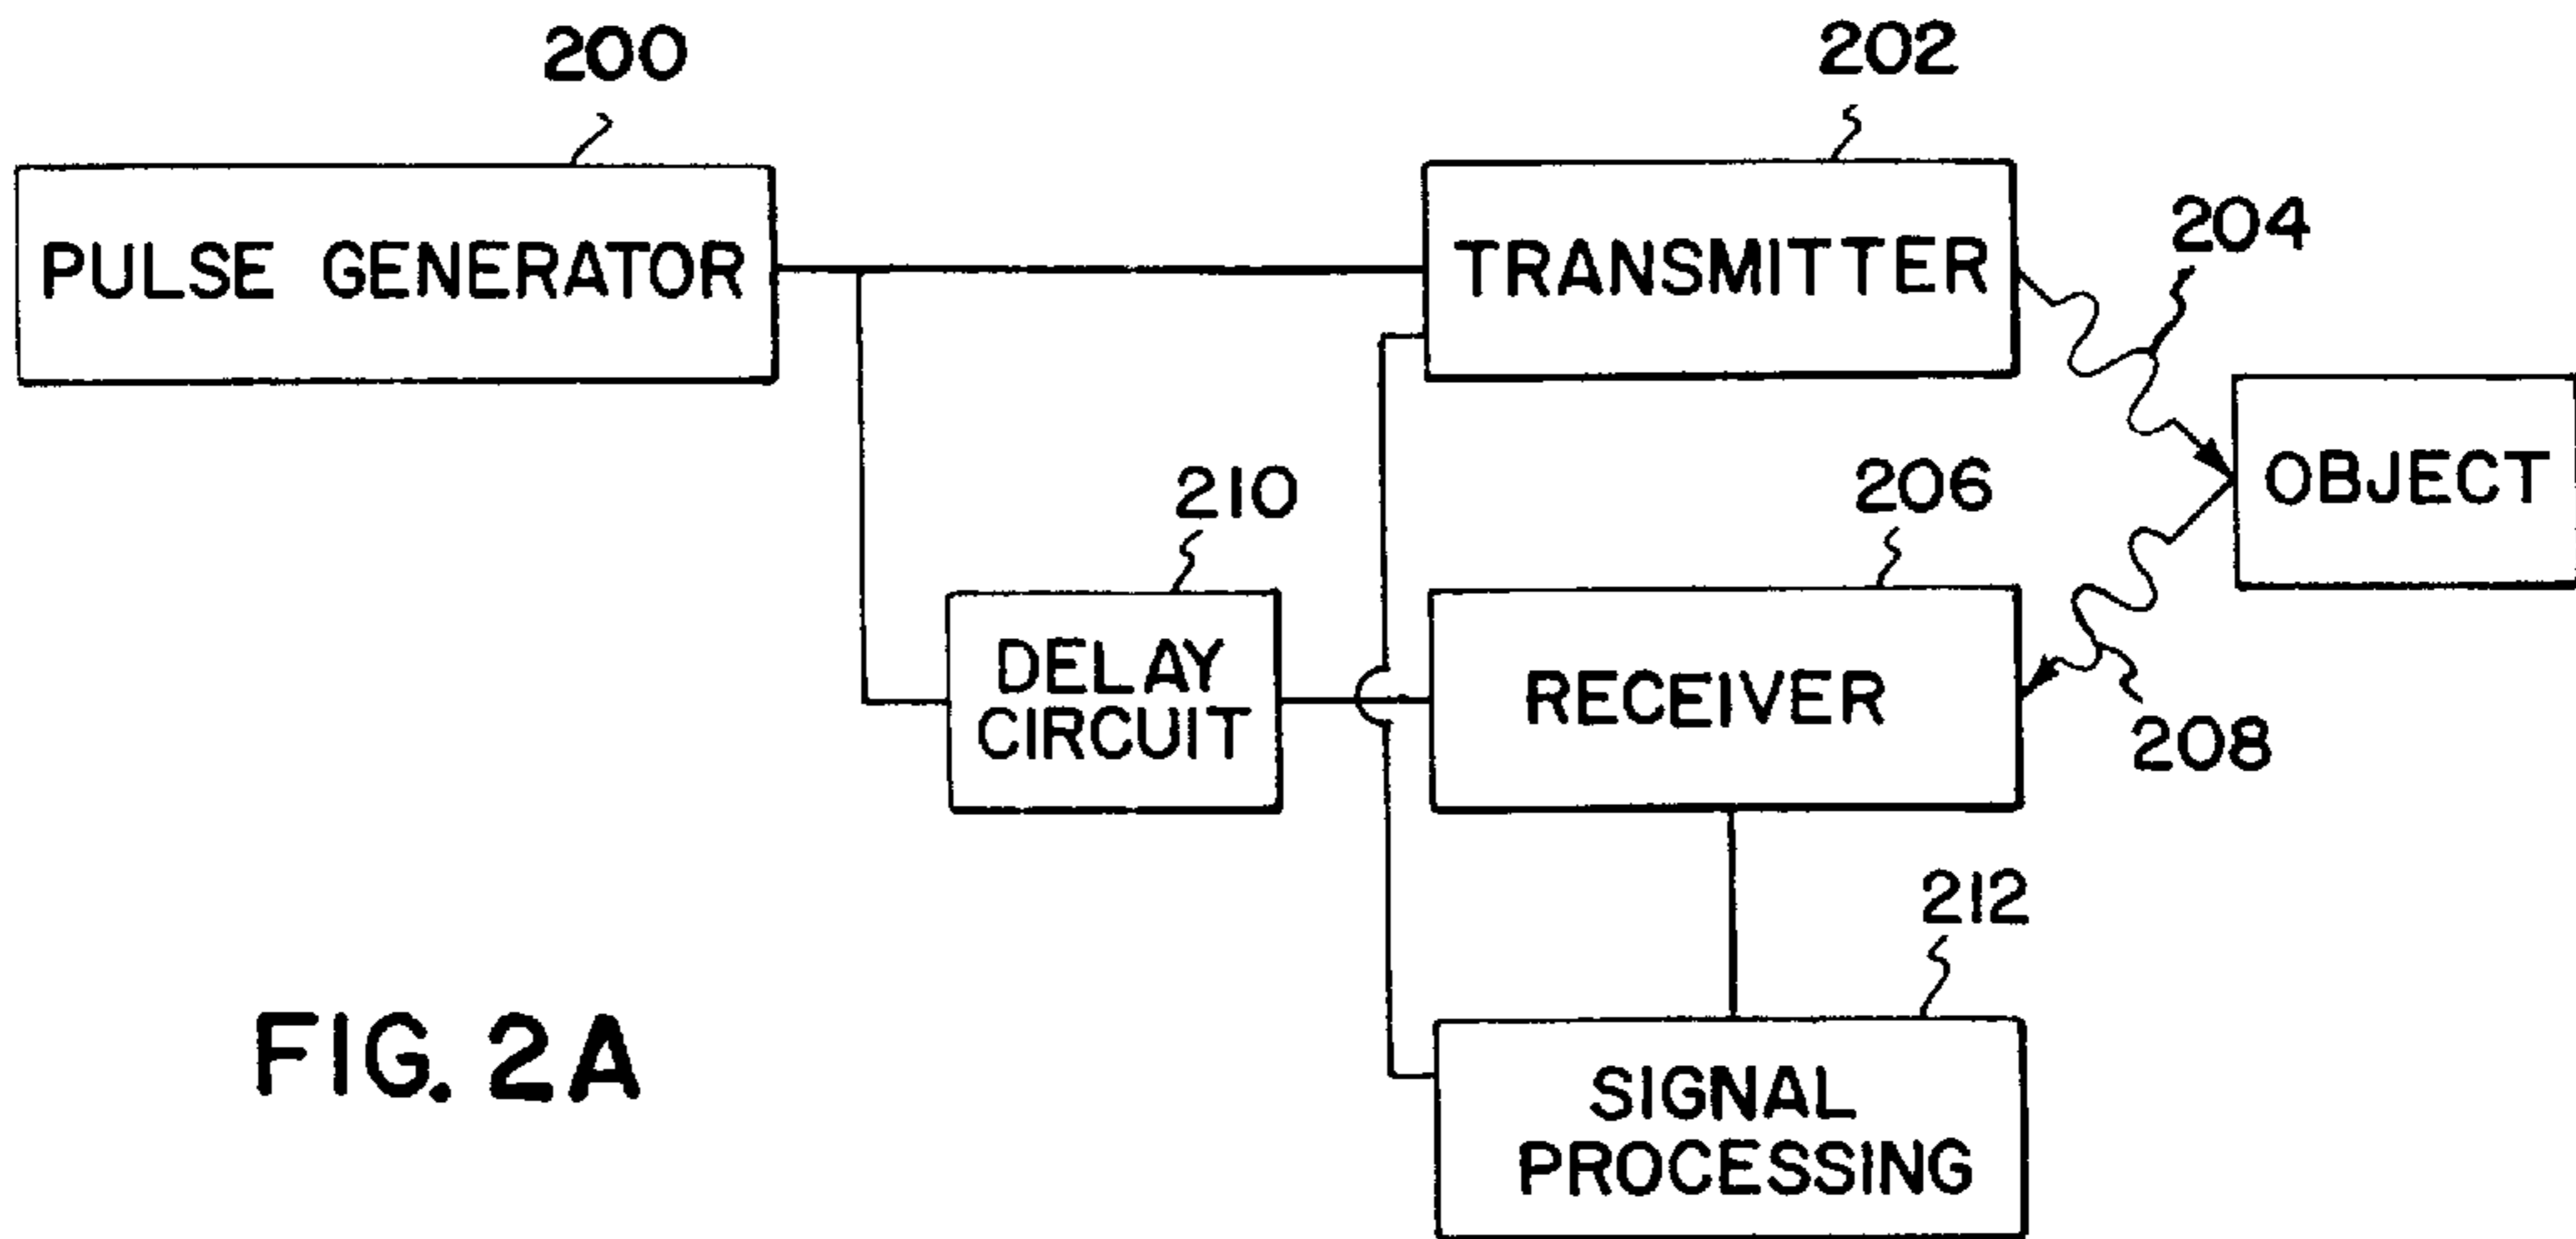 200
202
PULSE GENERATOR
TRANSMITTER
204
OBJECT
210
206
DELAY
CIRCUIT
RECEIVER
208
212
SIGNAL
PROCESSING
FIG. 2A